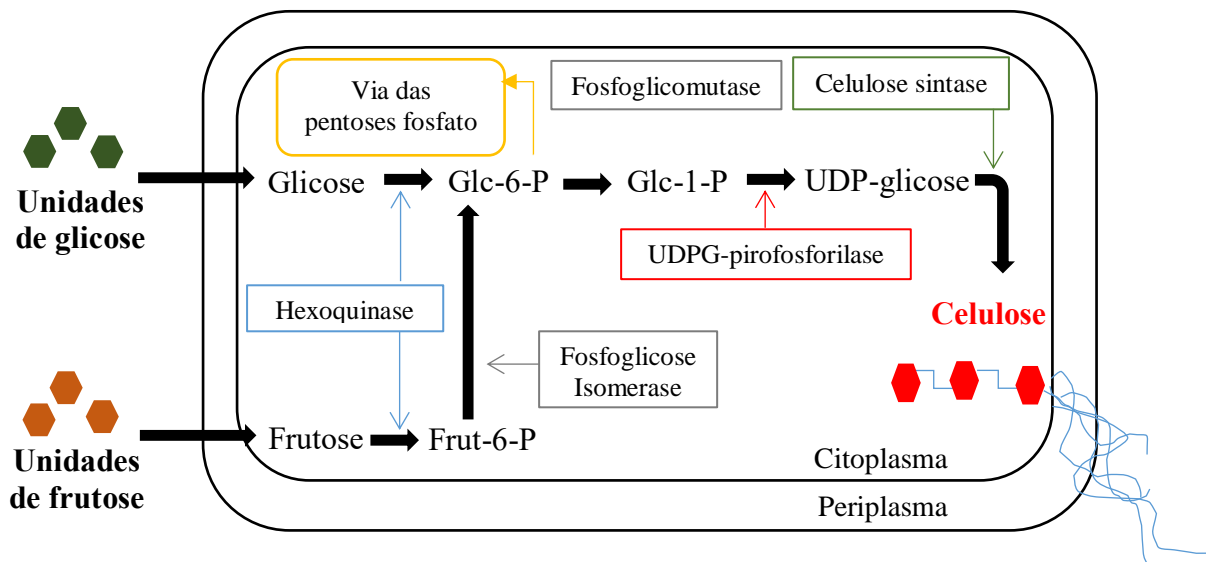 Via das
pentoses fosfato
Fosfoglicomutase
Celulose sintase
Unidades
de glicose
Glicose
Glc-6-P
Glc-1-P
UDP-glicose
UDPG-pirofosforilase
Hexoquinase
Celulose
Fosfoglicose
Isomerase
Unidades
de frutose
Frutose
Frut-6-P
Citoplasma
Periplasma